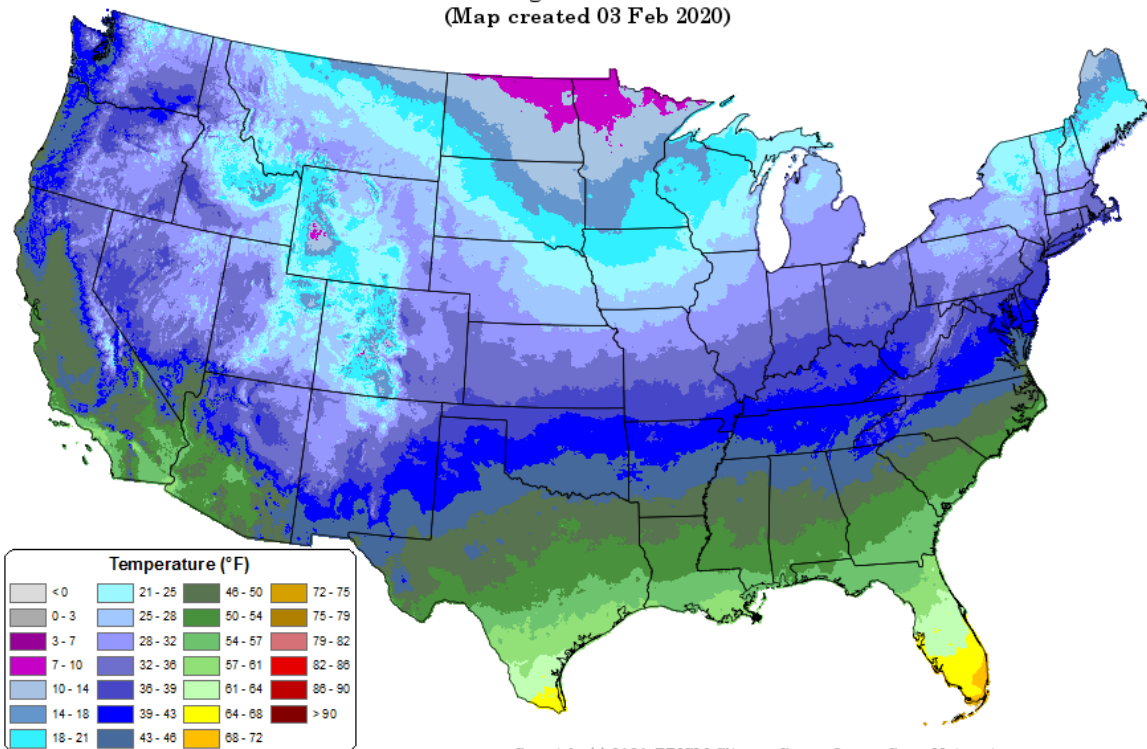 (Map created 03 Feb 2020)
Temperature (°F)
< 0
0 - 3
3 - 7
7 - 10
10 - 14
14 - 18
18 - 21
21 - 25
25 - 28
28 - 32
32 - 36
36 - 39
39 - 43
43 - 46
46 - 50
50 - 54
54 - 57
57 - 61
61 - 64
64 - 68
68 - 72
72 - 75
75 - 79
79 - 82
82 - 86
86 - 90
> 90